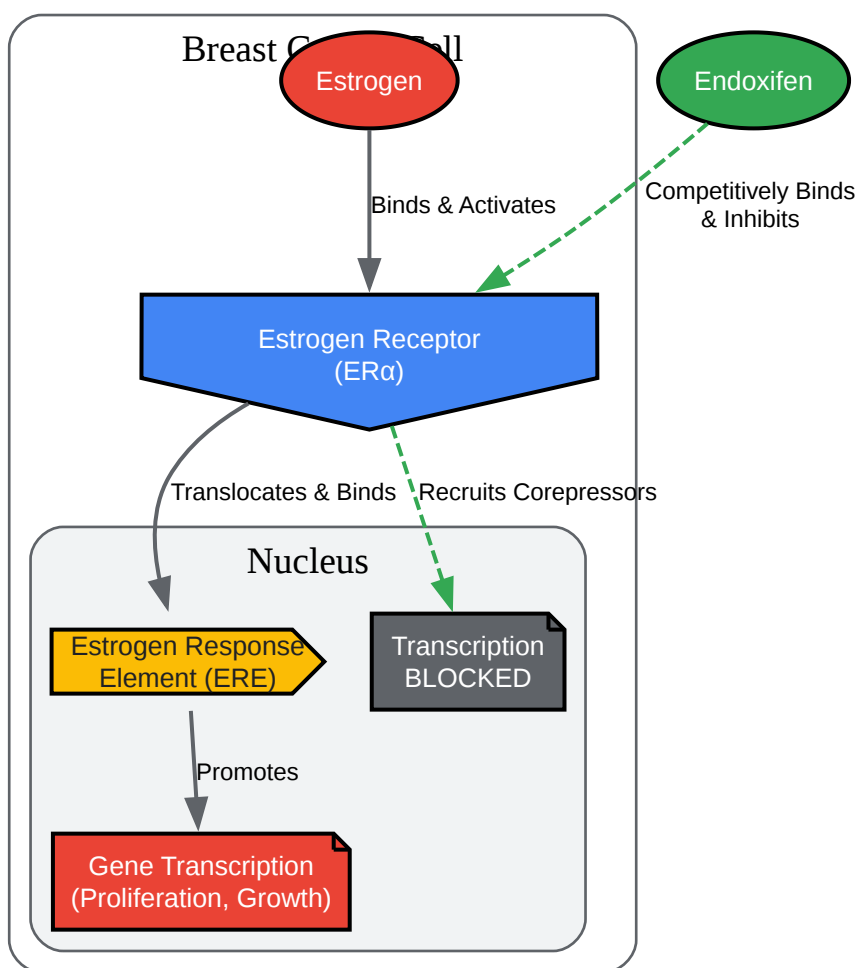 Breast C
ell
Estrogen
Endoxifen
Binds & Activates
Competitively Binds
& Inhibits
Estrogen Receptor
(ERα)
Translocates & Binds
Recruits Corepressors
Nucleus
Estrogen Response
Element (ERE)
Transcription
BLOCKED
Promotes
Gene Transcription
(Proliferation, Growth)